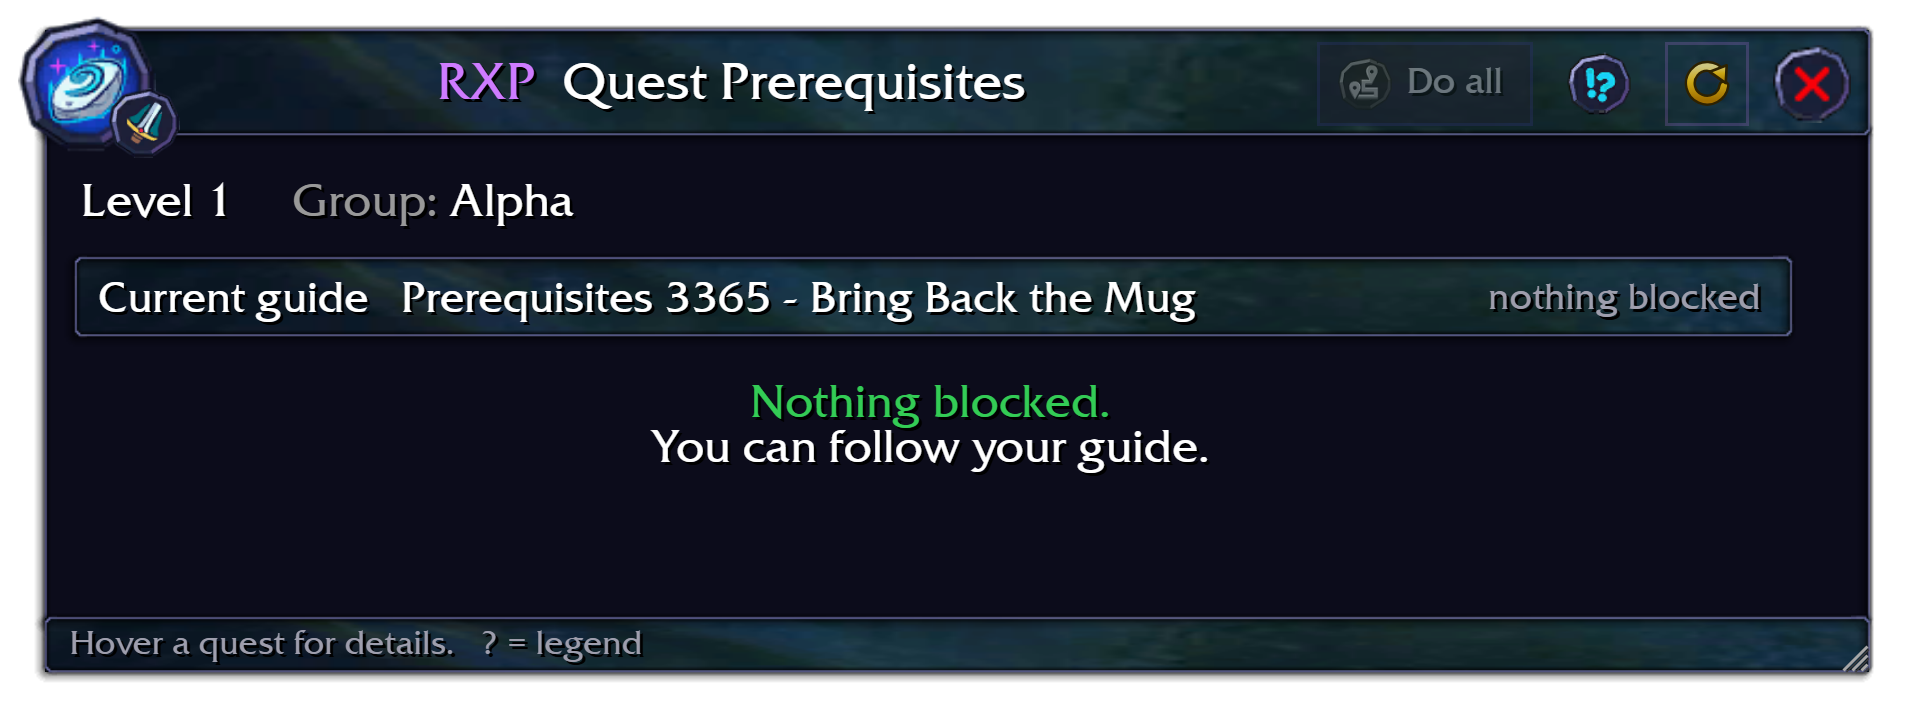 RXP Quest Prerequisites
Do all
!?
Level 1 Group: Alpha
Current guide Prerequisites 3365 - Bring Back the Mug nothing blocked
Nothing blocked.
You can follow your guide.
Hover a quest for details. ? = legend